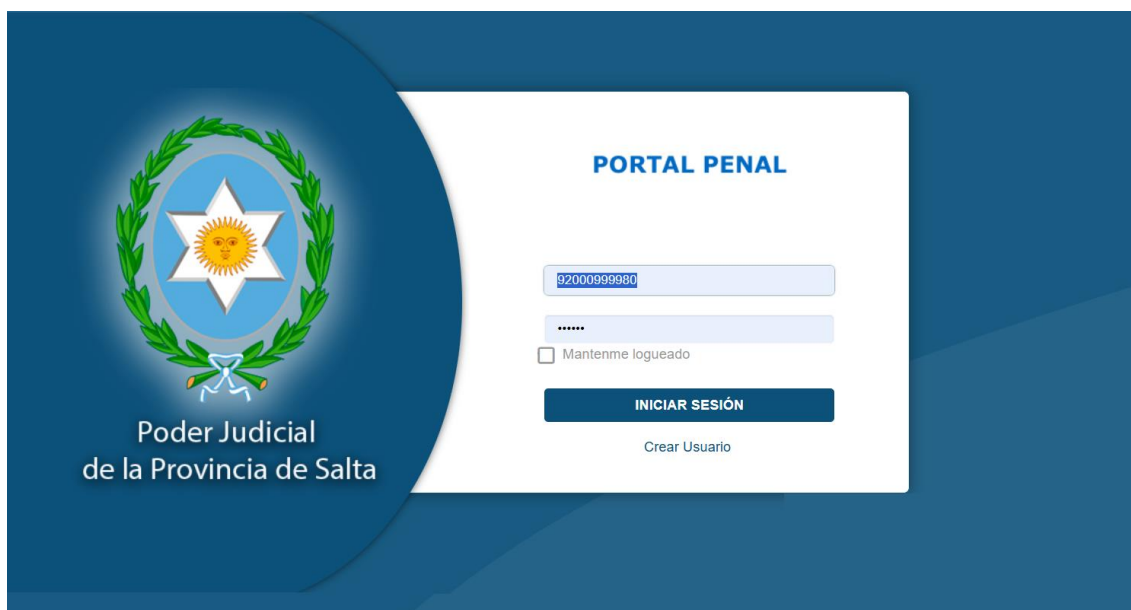 Poder Judicial
de la Provincia de Salta
PORTAL PENAL
92000999980
••••••
Mantenme logueado
INICIAR SESIÓN
Crear Usuario